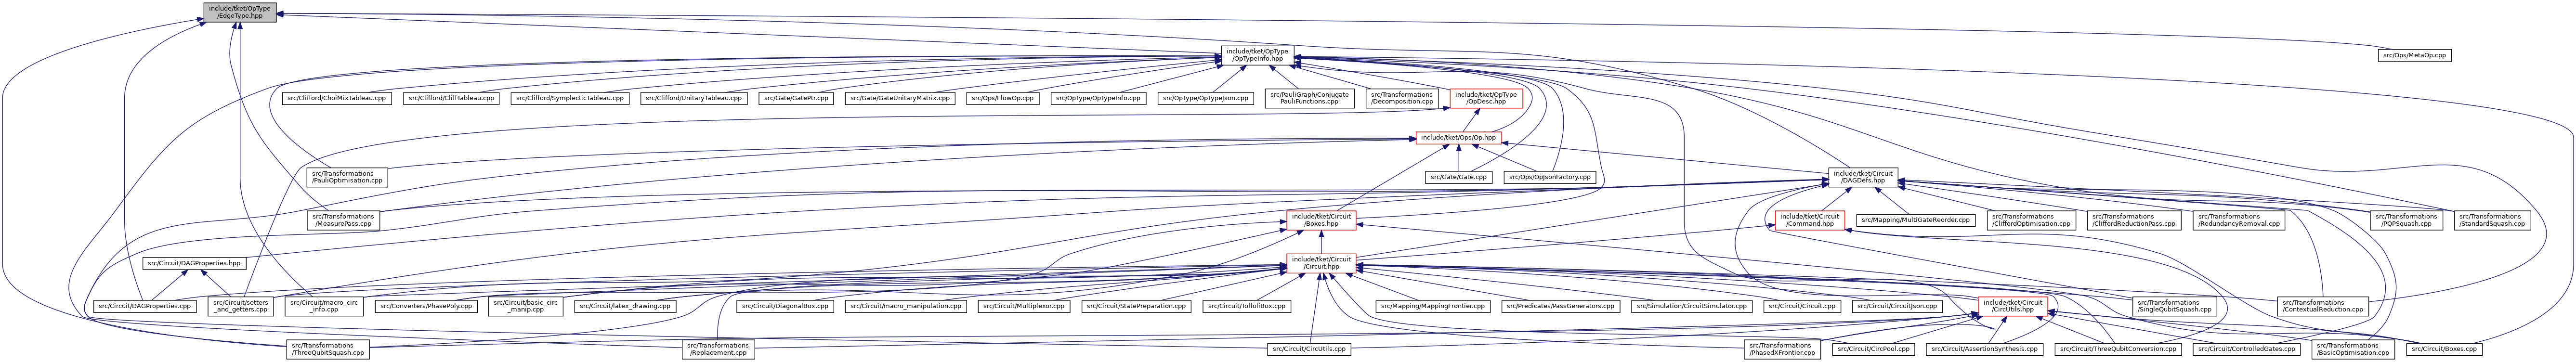 include/tket/OpType
/EdgeType.hpp
include/tket/OpType
/OpTypeInfo.hpp
src/Ops/MetaOp.cpp
src/Clifford/ChoiMixTableau.cpp
src/Clifford/CliffTableau.cpp
src/Clifford/SymplecticTableau.cpp
src/Clifford/UnitaryTableau.cpp
src/Gate/GatePtr.cpp
src/Gate/GateUnitaryMatrix.cpp
src/Ops/FlowOp.cpp
src/OpType/OpTypeInfo.cpp
src/OpType/OpTypeJson.cpp
src/PauliGraph/Conjugate
PauliFunctions.cpp
src/Transformations
/Decomposition.cpp
include/tket/OpType
/OpDesc.hpp
include/tket/Ops/Op.hpp
src/Transformations
/PauliOptimisation.cpp
src/Gate/Gate.cpp
src/Ops/OpJsonFactory.cpp
include/tket/Circuit
/DAGDefs.hpp
src/Transformations
/MeasurePass.cpp
include/tket/Circuit
/Boxes.hpp
include/tket/Circuit
/Command.hpp
src/Mapping/MultiGateReorder.cpp
src/Transformations
/CliffordOptimisation.cpp
src/Transformations
/CliffordReductionPass.cpp
src/Transformations
/RedundancyRemoval.cpp
src/Transformations
/PQPSquash.cpp
src/Transformations
/StandardSquash.cpp
src/Circuit/DAGProperties.hpp
include/tket/Circuit
/Circuit.hpp
src/Circuit/DAGProperties.cpp
src/Circuit/setters
_and_getters.cpp
src/Circuit/macro_circ
_info.cpp
src/Converters/PhasePoly.cpp
src/Circuit/basic_circ
_manip.cpp
src/Circuit/latex_drawing.cpp
src/Circuit/DiagonalBox.cpp
src/Circuit/macro_manipulation.cpp
src/Circuit/Multiplexor.cpp
src/Circuit/StatePreparation.cpp
src/Circuit/ToffoliBox.cpp
src/Mapping/MappingFrontier.cpp
src/Predicates/PassGenerators.cpp
src/Simulation/CircuitSimulator.cpp
src/Circuit/Circuit.cpp
src/Circuit/CircuitJson.cpp
include/tket/Circuit
/CircUtils.hpp
src/Transformations
/SingleQubitSquash.cpp
src/Transformations
/ContextualReduction.cpp
src/Transformations
/ThreeQubitSquash.cpp
src/Transformations
/Replacement.cpp
src/Circuit/CircUtils.cpp
src/Transformations
/PhasedXFrontier.cpp
src/Circuit/CircPool.cpp
src/Circuit/AssertionSynthesis.cpp
src/Circuit/ThreeQubitConversion.cpp
src/Circuit/ControlledGates.cpp
src/Transformations
/BasicOptimisation.cpp
src/Circuit/Boxes.cpp